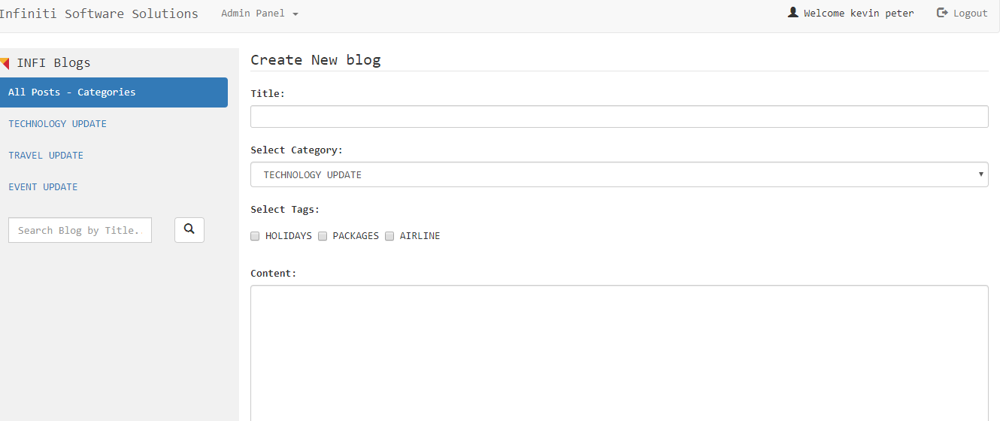 Infiniti Software Solutions Admin Panel Welcome kevin peter Logout
INFI Blogs
All Posts - Categories
TECHNOLOGY UPDATE
TRAVEL UPDATE
EVENT UPDATE
Search Blog by Title..
Create New blog
Title:
Select Category:
TECHNOLOGY UPDATE
Select Tags:
HOLIDAYS PACKAGES AIRLINE
Content: